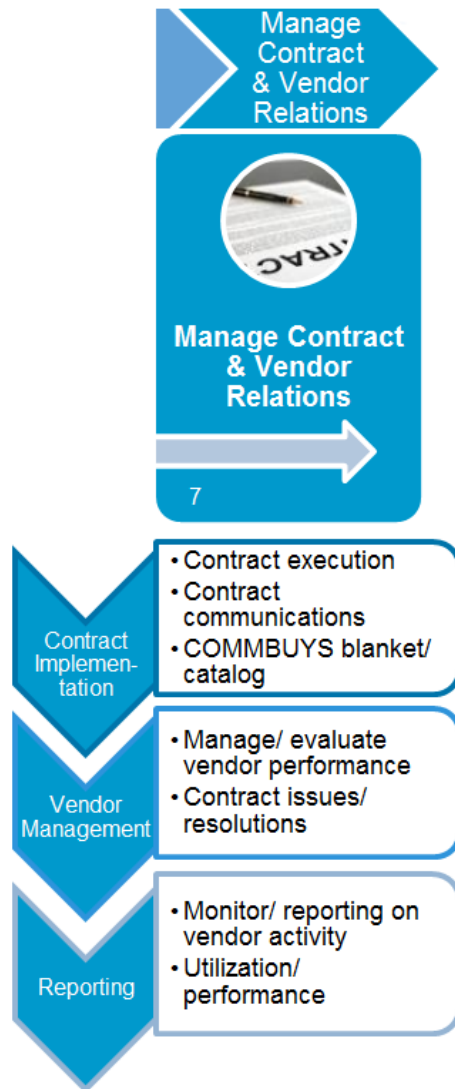 Manage
Contract
& Vendor
Relations
TRAC
Manage Contract
& Vendor
Relations
7
Contract
Implemen-
tation
• Contract execution
• Contract
communications
• COMMBUYS blanket/
catalog
Vendor
Management
• Manage/ evaluate
vendor performance
• Contract issues/
resolutions
Reporting
• Monitor/ reporting on
vendor activity
• Utilization/
performance